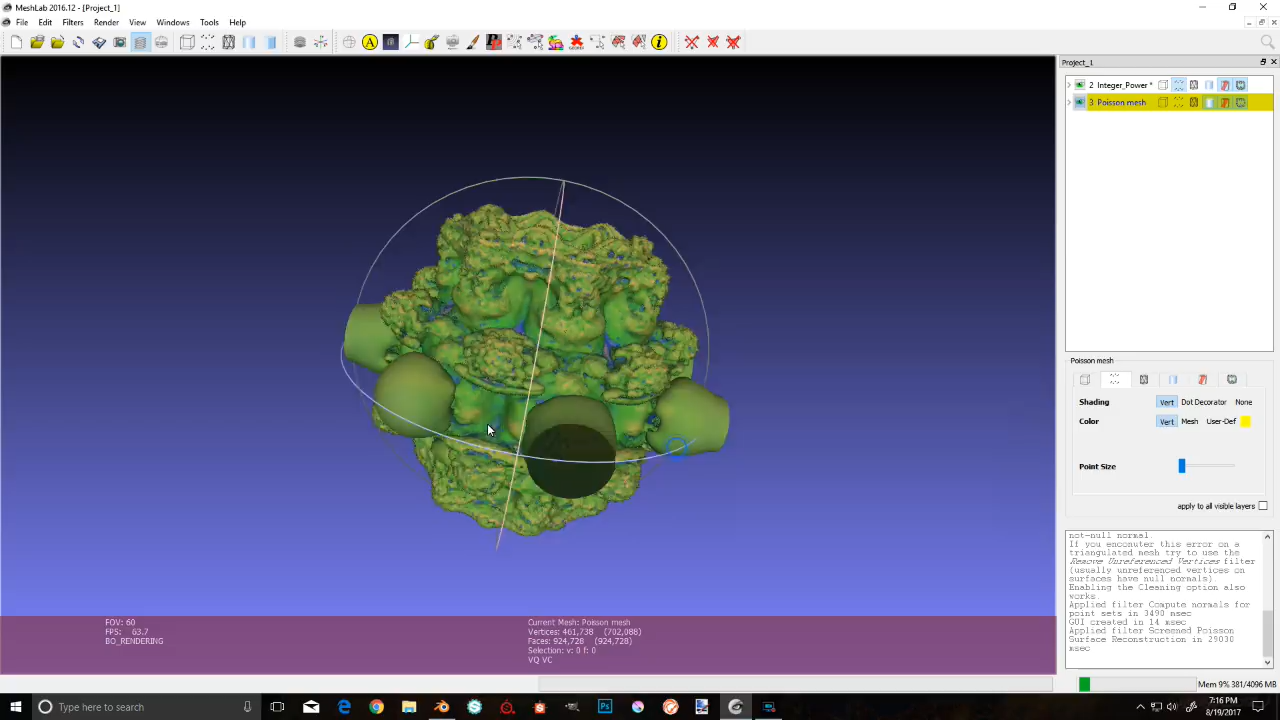 MeshLab 2016.12 - [Project_1]
File Edit Filters Render View Windows Tools Help
A
Project_1
2 Integer_Power *
3 Poisson mesh
Poisson mesh
Shading Vert Dot Decorator None
Color Vert Mesh User-Def
Point Size
apply to all visible layers
not-null normal.
If you enconuter this error on a
triangulated mesh try to use the
Remove Unreferenced Vertices filter
(usually unreferenced vertices on
surfaces have null normals).
Enabling the Cleaning option also
works.
Applied filter Compute normals for
point sets in 3490 msec
GUI created in 14 msec
Applied filter Screened Poisson
Surface Reconstruction in 29030
msec
FOV: 60
FPS: 63.7
BO_RENDERING
Current Mesh: Poisson mesh
Vertices: 461,738 (702,088)
Faces: 924,728 (924,728)
Selection: v: 0 f: 0
VQ VC
Mem 9% 381/4096 MB
Type here to search
Ps
7:16 PM
8/19/2017